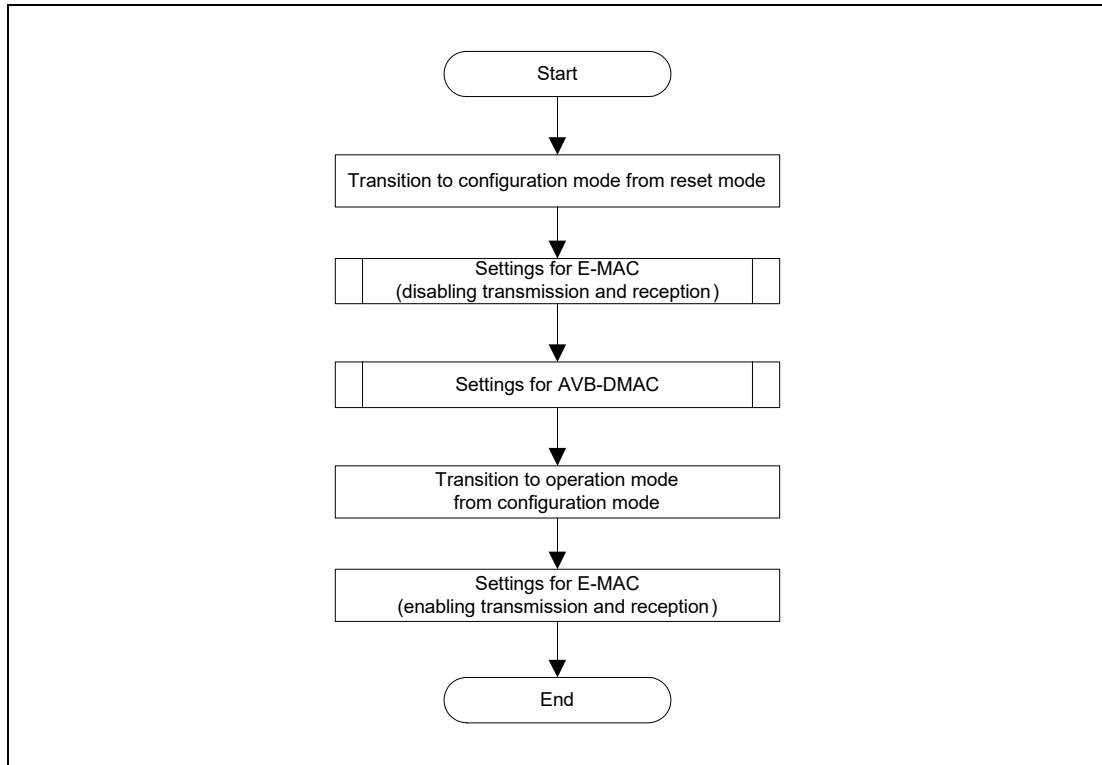 Start
Transition to configuration mode from reset mode
Settings for E-MAC
(disabling transmission and reception)
Settings for AVB-DMAC
Transition to operation mode
from configuration mode
Settings for E-MAC
(enabling transmission and reception)
End